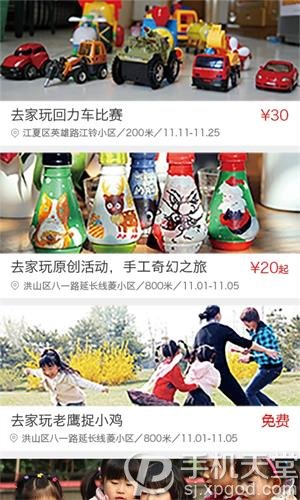 去家玩回力车比赛
¥30
江夏区英雄路江铃小区／200米／11.11-11.25
去家玩原创活动，手工奇幻之旅
¥20起
洪山区八一路延长线菱小区／800米／11.01-11.05
去家玩老鹰捉小鸡
免费
洪山区八一路延长线菱小区／800米／11.01-11.05
手机天堂
sj.xpgod.com